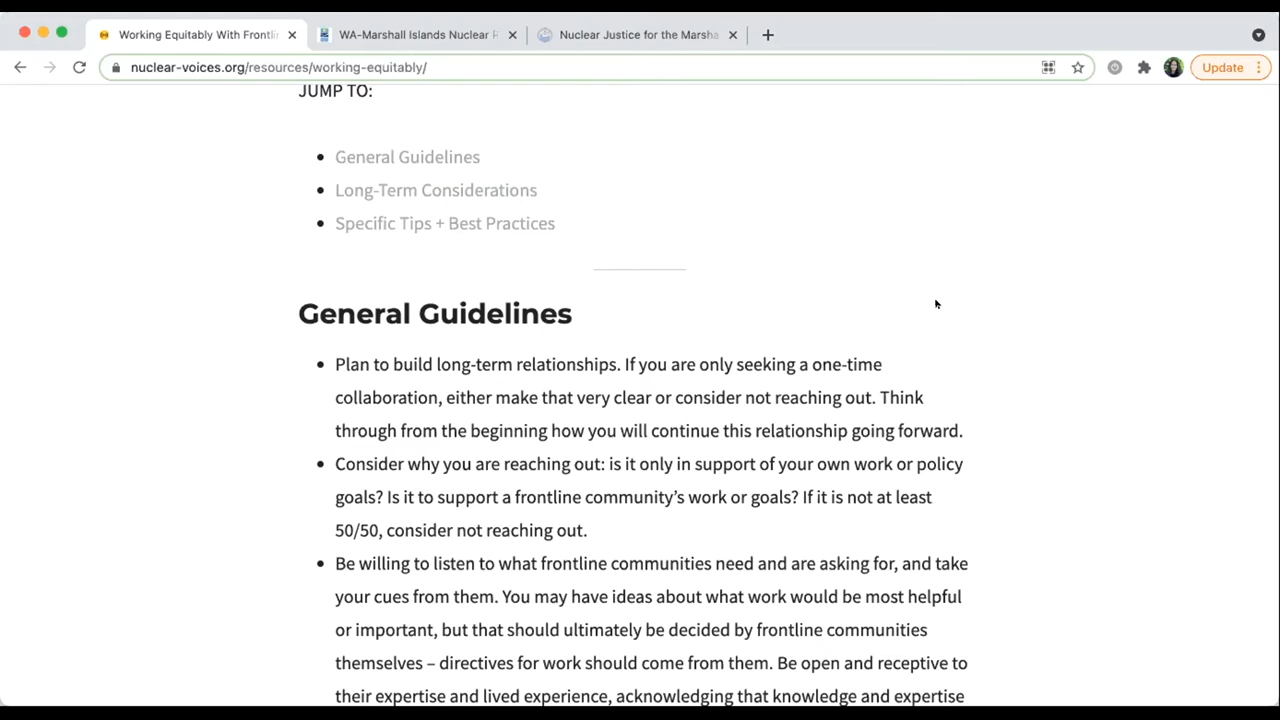 Working Equitably With Frontli
WA-Marshall Islands Nuclear R
Nuclear Justice for the Marsha
nuclear-voices.org/resources/working-equitably/
Update
JUMP TO:
General Guidelines
Long-Term Considerations
Specific Tips + Best Practices
General Guidelines
Plan to build long-term relationships. If you are only seeking a one-time
collaboration, either make that very clear or consider not reaching out. Think
through from the beginning how you will continue this relationship going forward.
Consider why you are reaching out: is it only in support of your own work or policy
goals? Is it to support a frontline community’s work or goals? If it is not at least
50/50, consider not reaching out.
Be willing to listen to what frontline communities need and are asking for, and take
your cues from them. You may have ideas about what work would be most helpful
or important, but that should ultimately be decided by frontline communities
themselves – directives for work should come from them. Be open and receptive to
their expertise and lived experience, acknowledging that knowledge and expertise